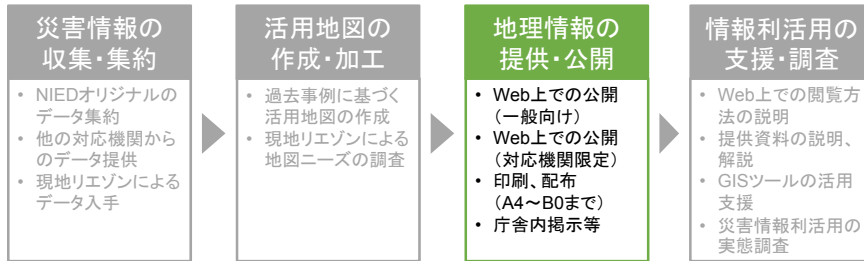 災害情報の
収集・集約
• NIEDオリジナルの
データ集約
• 他の対応機関から
のデータ提供
• 現地リエゾンによる
データ入手
活用地図の
作成・加工
• 過去事例に基づく
活用地図の作成
• 現地リエゾンによる
地図ニーズの調査
地理情報の
提供・公開
• Web上での公開
（一般向け）
• Web上での公開
（対応機関限定）
• 印刷、配布
（A4～B0まで）
• 庁舎内掲示等
情報利活用の
支援・調査
• Web上での閲覧方
法の説明
• 提供資料の説明、
解説
• GISツールの活用
支援
• 災害情報利活用の
実態調査